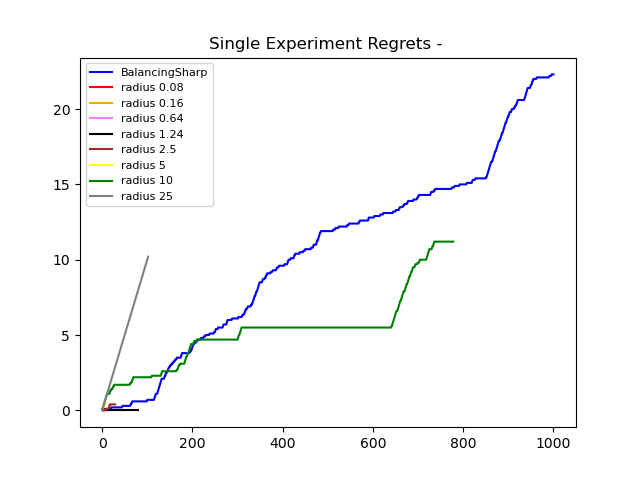 Single Experiment Regrets -
BalancingSharp
radius 0.08
radius 0.16
radius 0.64
radius 1.24
radius 2.5
radius 5
radius 10
radius 25
20
15
10
5
0
0 200 400 600 800 1000